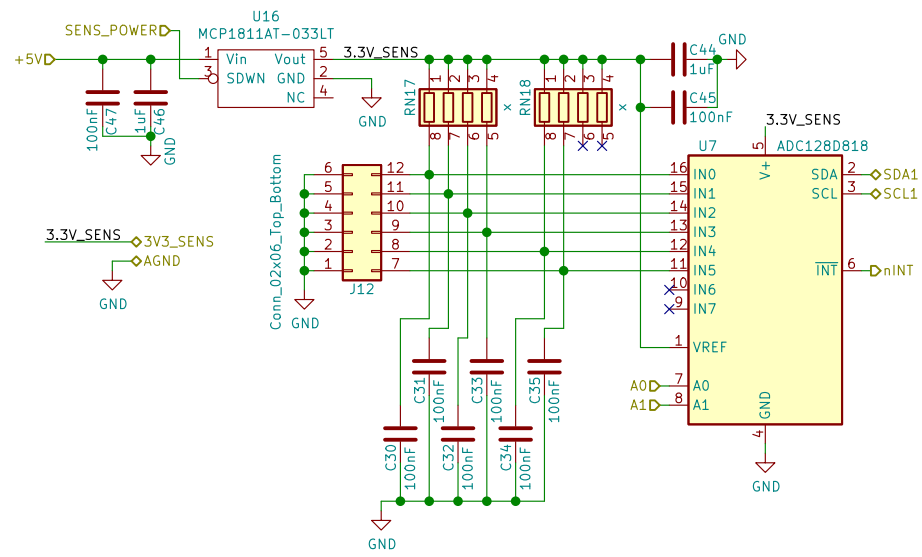 U16
MCP1811AT-033LT
SENS_POWER
+5V
1 Vin Vout 5
3 SDWN GND 2
NC 4
3.3V_SENS
GND
C47
100nF
C46
1uF
GND
RN17
1 2 3 4
8 7 6 5
x
RN18
1 2 3 4
8 7 6 5
x
C44
1uF
GND
C45
100nF
3.3V_SENS
U7
ADC128D818
5
V+
16 IN0
15 IN1
14 IN2
13 IN3
12 IN4
11 IN5
10 IN6
9 IN7
1 VREF
7 A0
8 A1
A0
A1
SDA 2 SDA1
SCL 3 SCL1
INT 6 nINT
GND
4
GND
Conn_02x06_Top_Bottom
6 12
5 11
4 10
3 9
2 8
1 7
J12
GND
3.3V_SENS
3V3_SENS
AGND
GND
C31
100nF
C33
100nF
C35
100nF
C30
100nF
C32
100nF
C34
100nF
GND